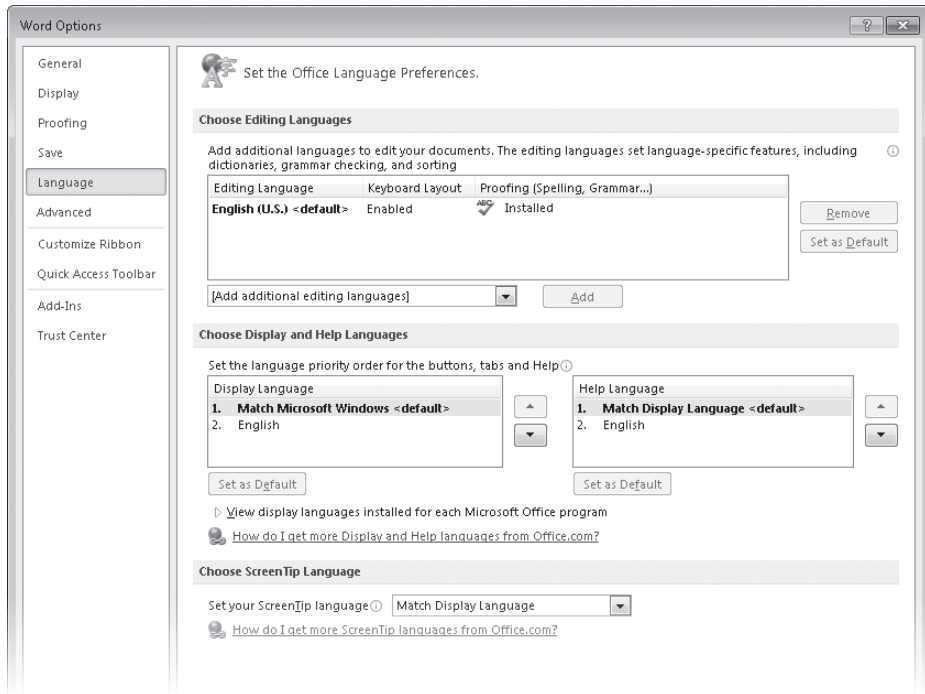 Word Options
General
Display
Proofing
Save
Language
Advanced
Customize Ribbon
Quick Access Toolbar
Add-Ins
Trust Center
Set the Office Language Preferences.
Choose Editing Languages
Add additional languages to edit your documents. The editing languages set language-specific features, including
dictionaries, grammar checking, and sorting
Editing Language Keyboard Layout Proofing (Spelling, Grammar...)
English (U.S.) <default> Enabled ABC Installed
Remove
Set as Default
[Add additional editing languages] Add
Choose Display and Help Languages
Set the language priority order for the buttons, tabs and Help
Display Language
1. Match Microsoft Windows <default>
2. English
Set as Default
Help Language
1. Match Display Language <default>
2. English
Set as Default
View display languages installed for each Microsoft Office program
How do I get more Display and Help languages from Office.com?
Choose ScreenTip Language
Set your ScreenTip language Match Display Language
How do I get more ScreenTip languages from Office.com?